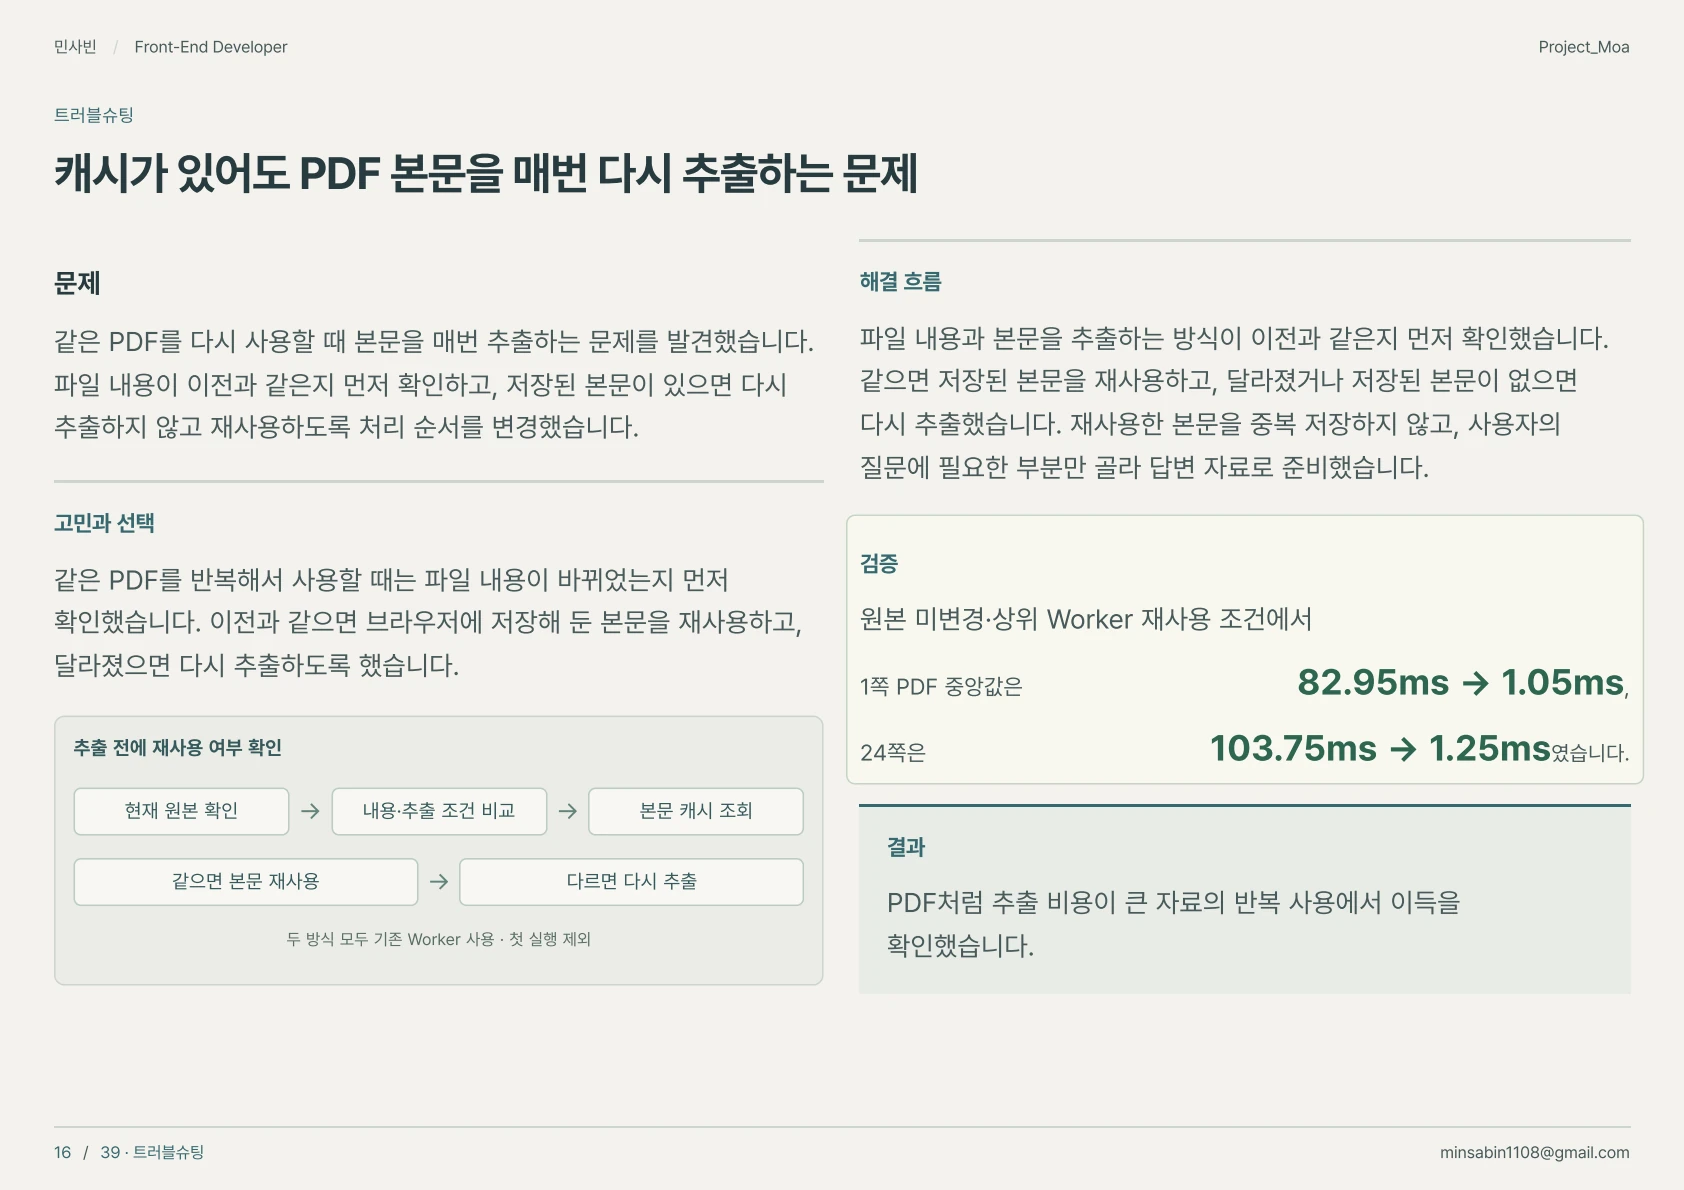 민사빈 / Front-End Developer
Project_Moa
트러블슈팅
캐시가 있어도 PDF 본문을 매번 다시 추출하는 문제
문제
같은 PDF를 다시 사용할 때 본문을 매번 추출하는 문제를 발견했습니다.
파일 내용이 이전과 같은지 먼저 확인하고, 저장된 본문이 있으면 다시
추출하지 않고 재사용하도록 처리 순서를 변경했습니다.
고민과 선택
같은 PDF를 반복해서 사용할 때는 파일 내용이 바뀌었는지 먼저
확인했습니다. 이전과 같으면 브라우저에 저장해 둔 본문을 재사용하고,
달라졌으면 다시 추출하도록 했습니다.
추출 전에 재사용 여부 확인
현재 원본 확인 → 내용·추출 조건 비교 → 본문 캐시 조회
같으면 본문 재사용 → 다르면 다시 추출
두 방식 모두 기존 Worker 사용 · 첫 실행 제외
해결 흐름
파일 내용과 본문을 추출하는 방식이 이전과 같은지 먼저 확인했습니다.
같으면 저장된 본문을 재사용하고, 달라졌거나 저장된 본문이 없으면
다시 추출했습니다. 재사용한 본문을 중복 저장하지 않고, 사용자의
질문에 필요한 부분만 골라 답변 자료로 준비했습니다.
검증
원본 미변경·상위 Worker 재사용 조건에서
1쪽 PDF 중앙값은 82.95ms → 1.05ms,
24쪽은 103.75ms → 1.25ms였습니다.
결과
PDF처럼 추출 비용이 큰 자료의 반복 사용에서 이득을
확인했습니다.
16 / 39 · 트러블슈팅
minsabin1108@gmail.com